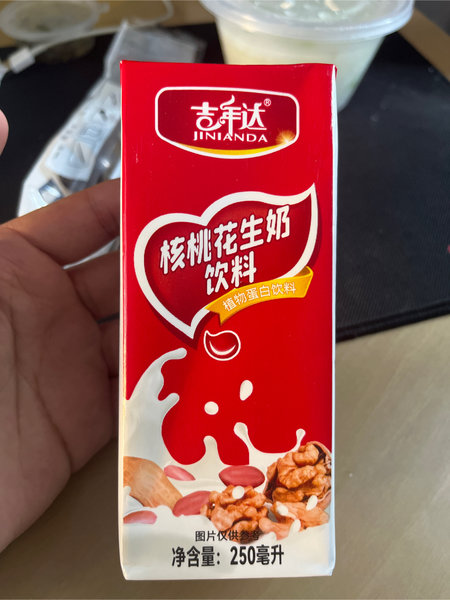 吉年达®
JINIANDA
核桃花生奶
饮料
植物蛋白饮料
图片仅供参考
净含量：250毫升